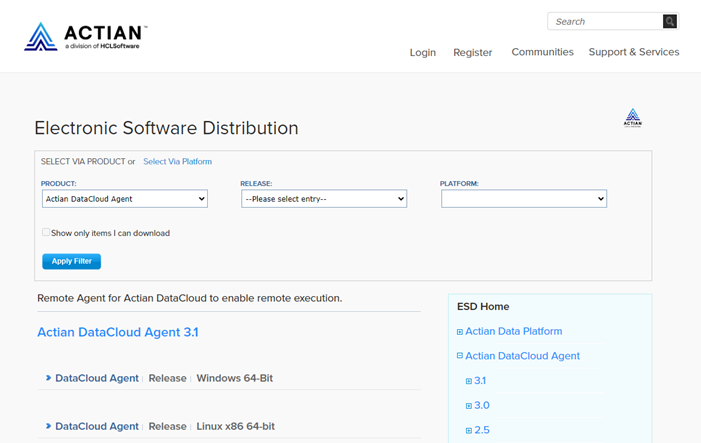 ACTIAN™
a division of HCLSoftware
Search
Login Register Communities Support & Services
ACTIAN
Electronic Software Distribution
SELECT VIA PRODUCT or Select Via Platform
PRODUCT: RELEASE: PLATFORM:
Actian DataCloud Agent --Please select entry--
Show only items I can download
Apply Filter
Remote Agent for Actian DataCloud to enable remote execution.
Actian DataCloud Agent 3.1
DataCloud Agent | Release | Windows 64-Bit
DataCloud Agent | Release | Linux x86 64-bit
ESD Home
Actian Data Platform
Actian DataCloud Agent
3.1
3.0
2.5